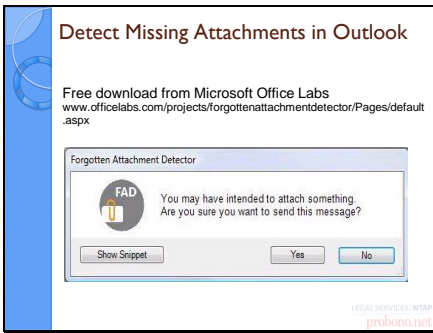 Detect Missing Attachments in Outlook
Free download from Microsoft Office Labs
www.officelabs.com/projects/forgottenattachmentdetector/Pages/default
.aspx
Forgotten Attachment Detector
FAD
You may have intended to attach something.
Are you sure you want to send this message?
Show Snippet
Yes
No
LEGAL SERVICES NTAP
probono.net